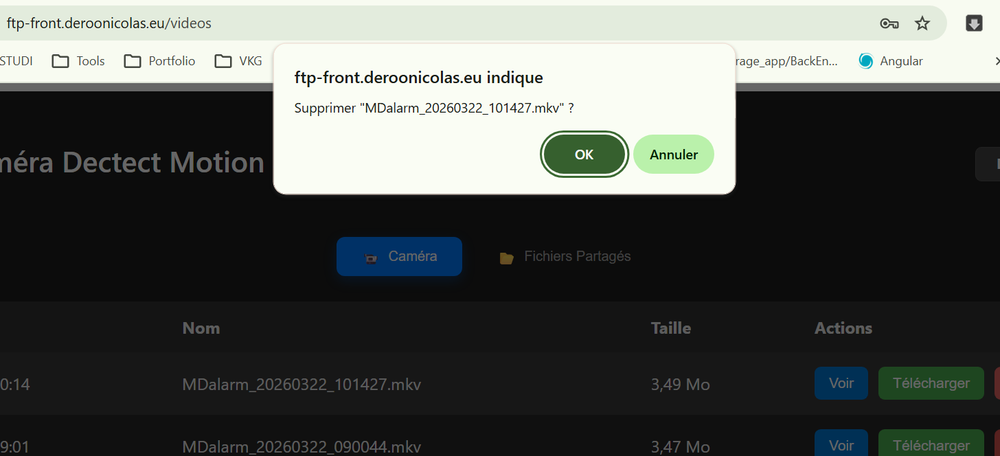 ftp-front.deroonicolas.eu/videos
STUDI Tools Portfolio VKG rage_app/BackEn... Angular
ftp-front.deroonicolas.eu indique
Supprimer "MDalarm_20260322_101427.mkv" ?
OK Annuler
méra Dectect Motion
Caméra Fichiers Partagés
Nom Taille Actions
0:14 MDalarm_20260322_101427.mkv 3,49 Mo Voir Télécharger
9:01 MDalarm_20260322_090044.mkv 3,47 Mo Voir Télécharger